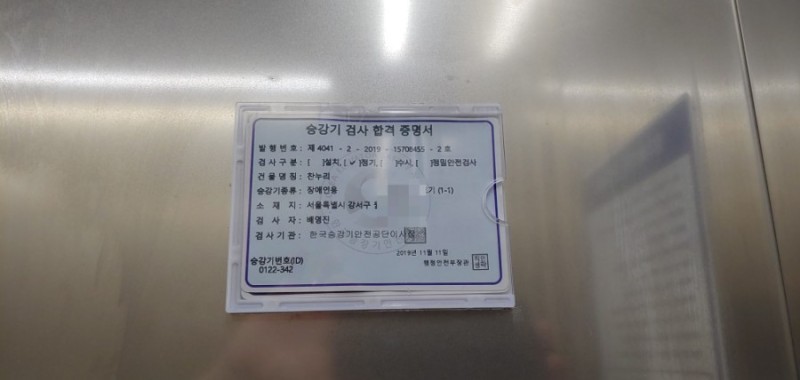 승강기 검사 합격 증명서
발 행 번 호 : 제 4041 - 2 - 2019 - 15706455 - 2 호
검 사 구 분 : [ ]설치, [✓]정기, [ ]수시, [ ]정밀안전검사
건 물 명 칭 : 찬누리
승강기종류 : 장애인용 기 (1-1)
소 재 지 : 서울특별시 강서구
검 사 자 : 배영진
검 사 기 관 : 한국승강기안전공단이사장
2019년 11월 11일
승강기번호(ID) 행정안전부장관
0122-342